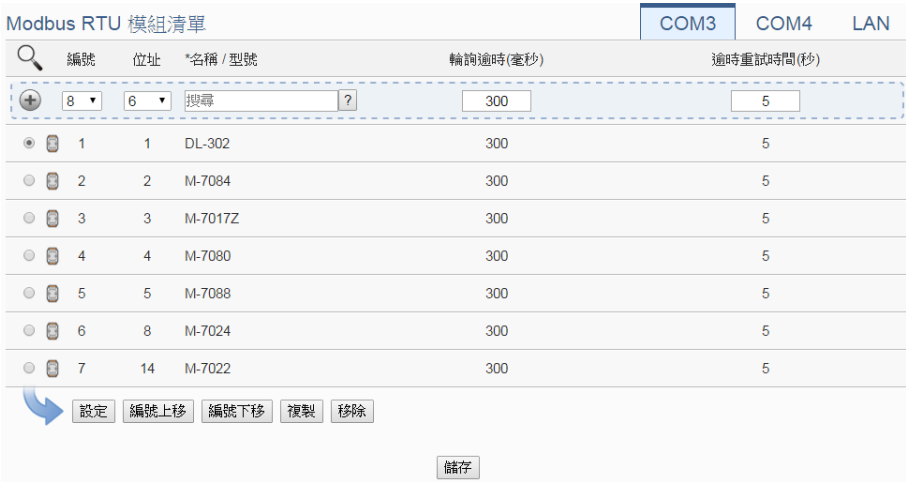 Modbus RTU 模組清單 COM3 COM4 LAN
編號 位址 *名稱 / 型號 輪詢逾時(毫秒) 逾時重試時間(秒)
8 6 搜尋 ? 300 5
1 1 DL-302 300 5
2 2 M-7084 300 5
3 3 M-7017Z 300 5
4 4 M-7080 300 5
5 5 M-7088 300 5
6 8 M-7024 300 5
7 14 M-7022 300 5
設定 編號上移 編號下移 複製 移除
儲存